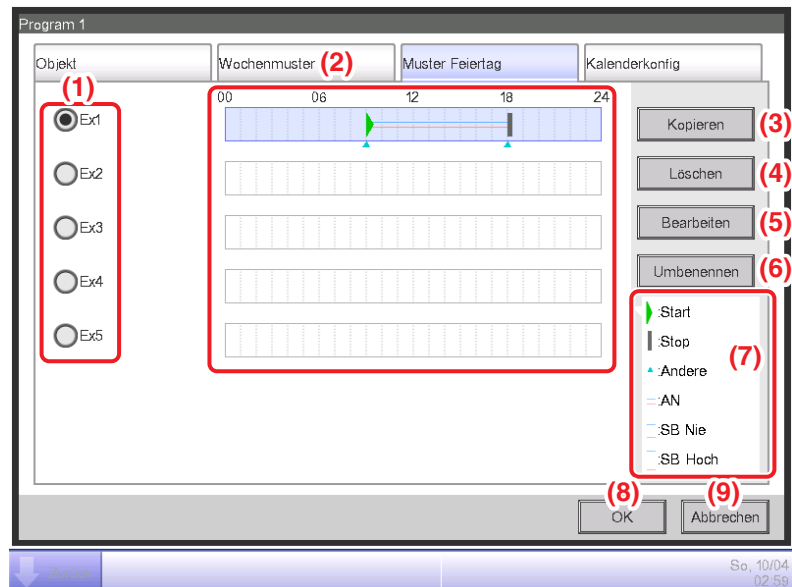 Program 1
Objekt
Wochenmuster (2)
Muster Feiertag
Kalenderkonfig
(1)
00 06 12 18 24
Ex1
Kopieren (3)
Ex2
Löschen (4)
Ex3
Bearbeiten (5)
Ex4
Umbenennen (6)
Ex5
:Start
:Stop
(7)
:Andere
:AN
:SB Nie
:SB Hoch
(8) (9)
OK
Abbrechen
So, 10/04
02:59